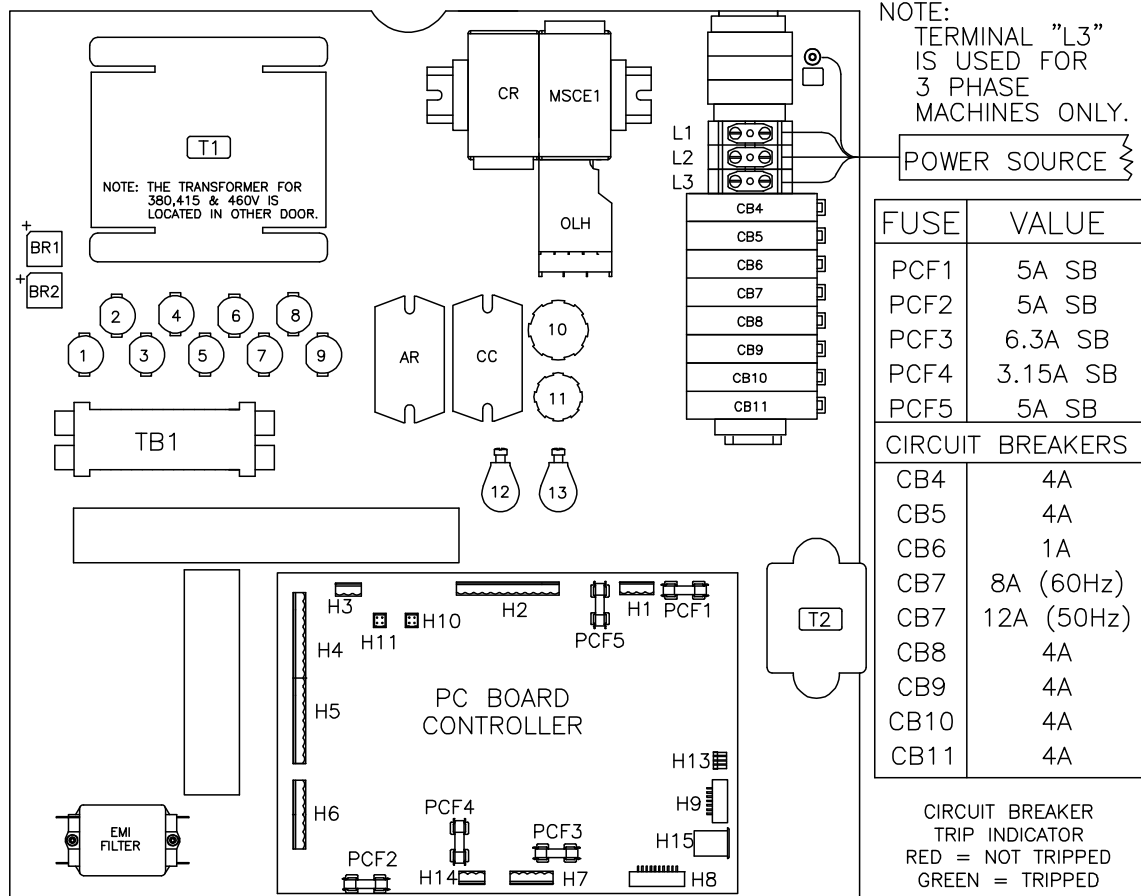 NOTE:
TERMINAL "L3"
IS USED FOR
3 PHASE
MACHINES ONLY.
POWER SOURCE
L1
L2
L3
CR
MSCE1
OLH
T1
NOTE: THE TRANSFORMER FOR
380,415 & 460V IS
LOCATED IN OTHER DOOR.
+
BR1
+
BR2
2
4
6
8
1
3
5
7
9
AR
CC
10
11
12
13
TB1
CB4
CB5
CB6
CB7
CB8
CB9
CB10
CB11
FUSE VALUE
PCF1 5A SB
PCF2 5A SB
PCF3 6.3A SB
PCF4 3.15A SB
PCF5 5A SB
CIRCUIT BREAKERS
CB4 4A
CB5 4A
CB6 1A
CB7 8A (60Hz)
CB7 12A (50Hz)
CB8 4A
CB9 4A
CB10 4A
CB11 4A
CIRCUIT BREAKER
TRIP INDICATOR
RED = NOT TRIPPED
GREEN = TRIPPED
T2
H3
H11
H10
H2
PCF5
H1
PCF1
H4
H5
H6
PC BOARD
CONTROLLER
H13
H9
H15
H8
PCF4
PCF3
PCF2
H14
H7
EMI
FILTER